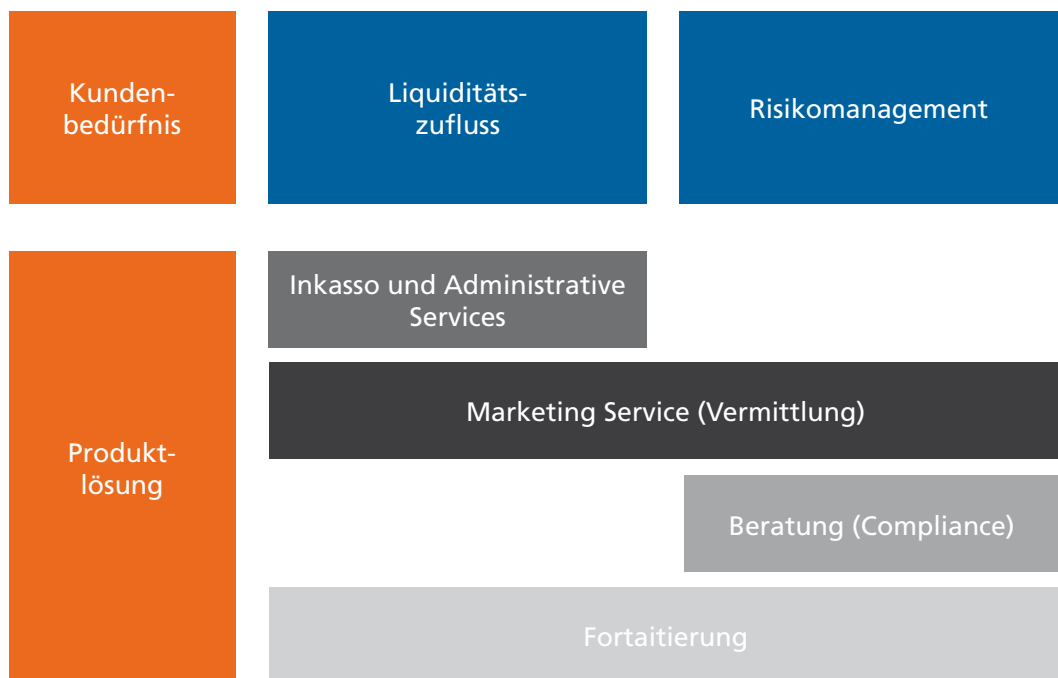 Kunden-
bedürfnis
Liquiditäts-
zufluss
Risikomanagement
Produkt-
lösung
Inkasso und Administrative
Services
Marketing Service (Vermittlung)
Beratung (Compliance)
Fortaitierung